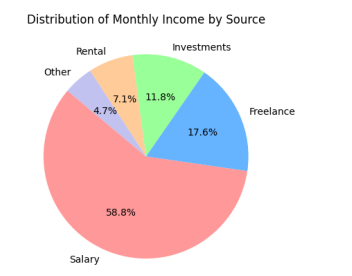 Distribution of Monthly Income by Source
Rental
Investments
Other
Freelance
7.1%
11.8%
4.7%
17.6%
58.8%
Salary